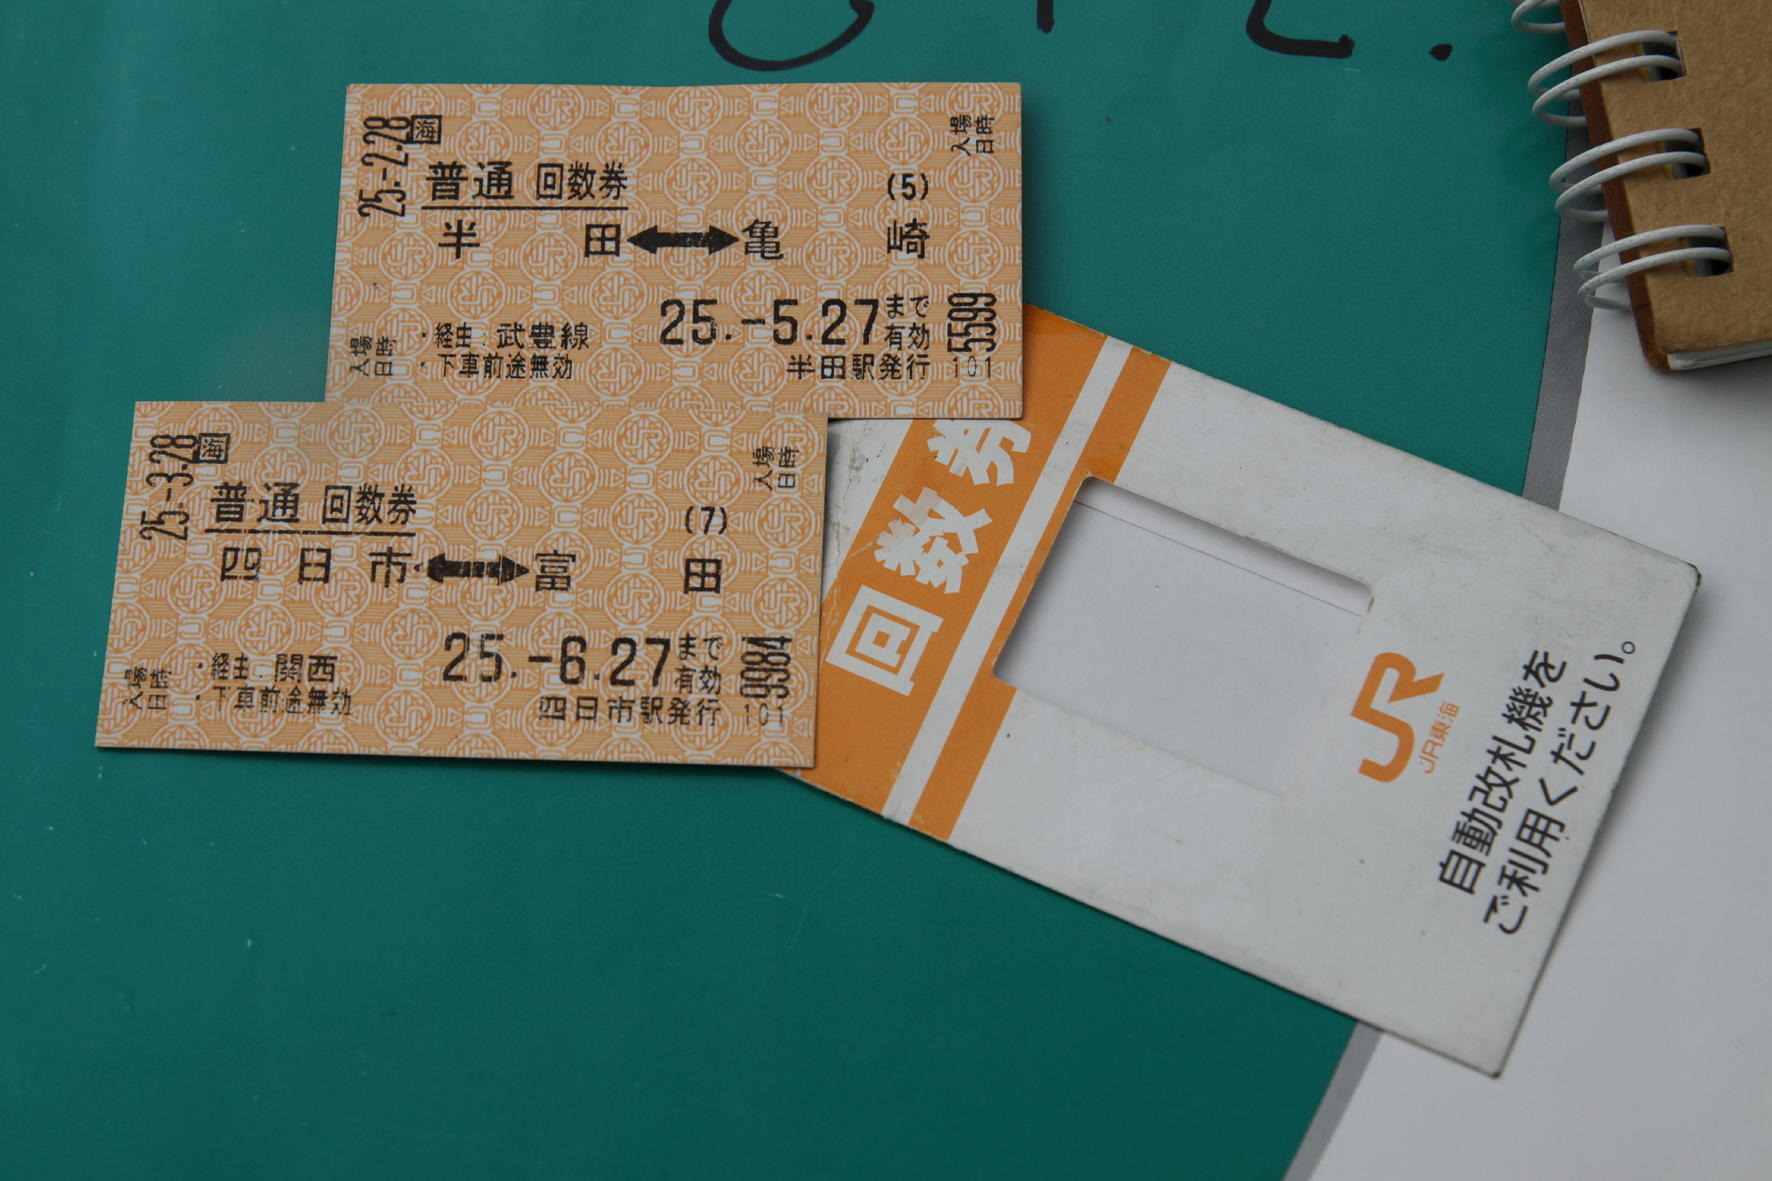 25.-2.28
海
普通 回数券
(5)
入場
日時
半田↔亀崎
25.-5.27まで
有効
・経由：武豊線
・下車前途無効
半田駅発行
5599
101
入場
日時
25.-3.28
海
普通 回数券
(7)
入場
日時
四日市↔富田
25.-6.27まで
有効
・経由：関西
・下車前途無効
四日市駅発行
9984
101
入場
日時
回数券
JR
JR東海
自動改札機を
ご利用ください。